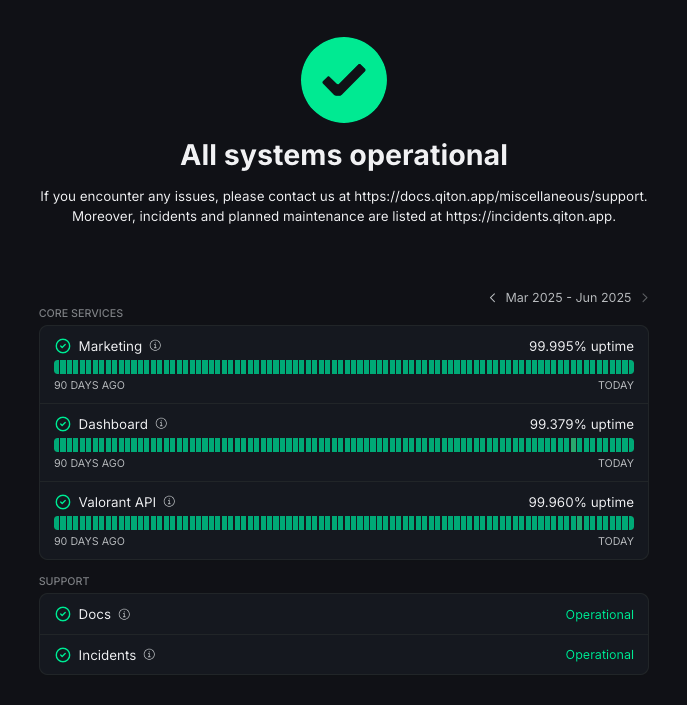 All systems operational
If you encounter any issues, please contact us at https://docs.qiton.app/miscellaneous/support.
Moreover, incidents and planned maintenance are listed at https://incidents.qiton.app.
Mar 2025 - Jun 2025
CORE SERVICES
Marketing 99.995% uptime
90 DAYS AGO TODAY
Dashboard 99.379% uptime
90 DAYS AGO TODAY
Valorant API 99.960% uptime
90 DAYS AGO TODAY
SUPPORT
Docs Operational
Incidents Operational